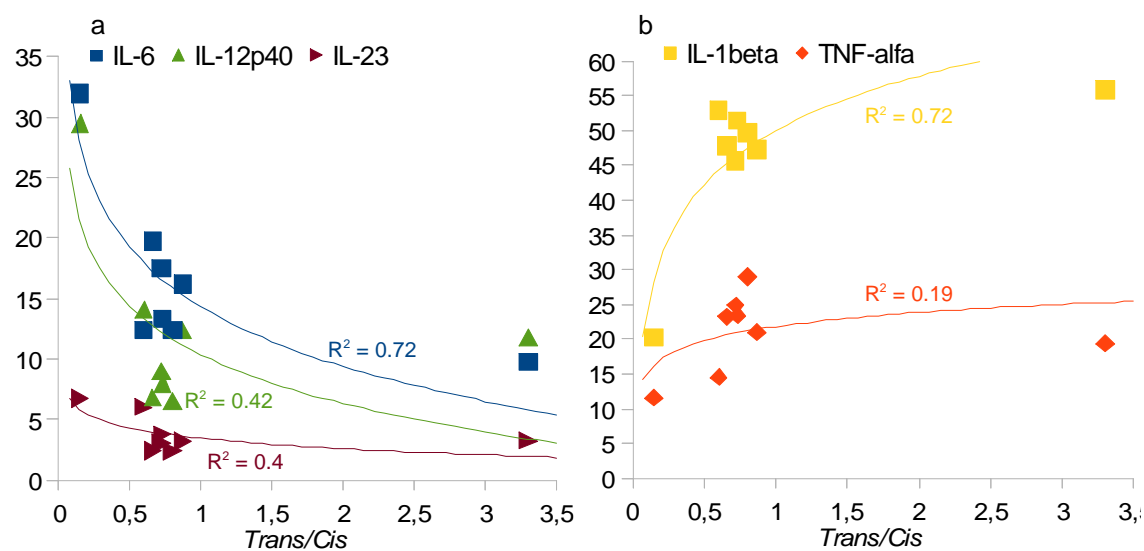 a
IL-6 IL-12p40 IL-23
35
30
25
20
15
10
5
0
R² = 0.72
R² = 0.42
R² = 0.4
0 0,5 1 1,5 2 2,5 3 3,5
Trans/Cis
b
IL-1beta TNF-alfa
60
55
50
45
40
35
30
25
20
15
10
5
0
R² = 0.72
R² = 0.19
0 0,5 1 1,5 2 2,5 3 3,5
Trans/Cis